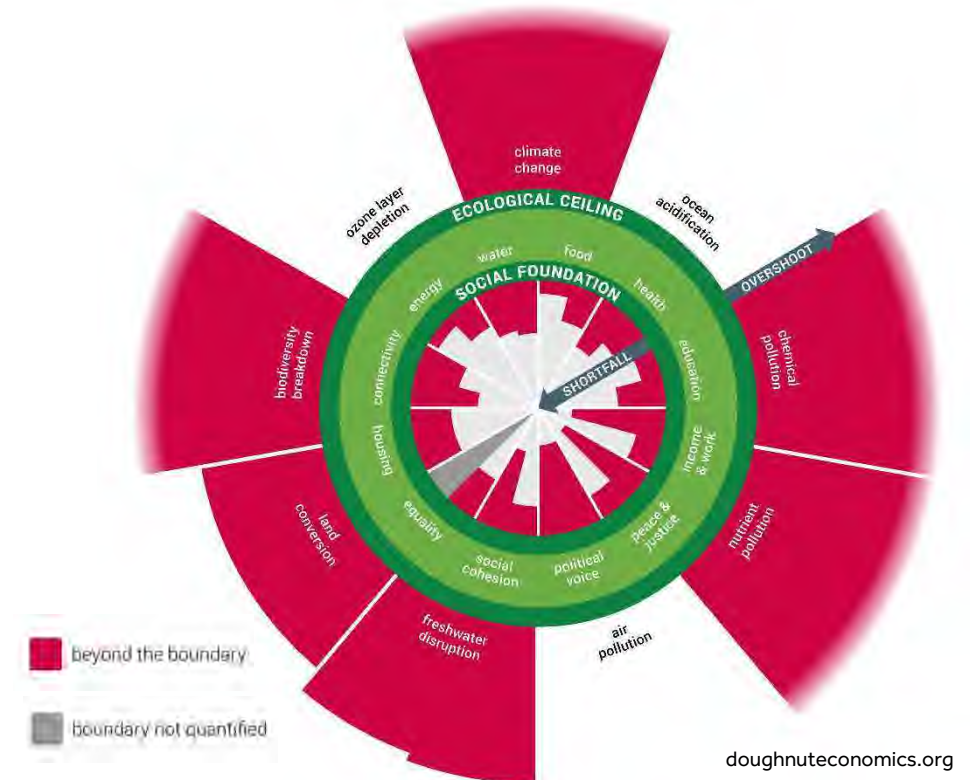 climate
change
ozone layer
depletion
ocean
acidification
ECOLOGICAL CEILING
OVERSHOOT
water
food
energy
health
SOCIAL FOUNDATION
biodiversity
breakdown
connectivity
SHORTFALL
education
chemical
pollution
housing
income
& work
land
conversion
equality
peace &
justice
nutrient
pollution
social
cohesion
political
voice
freshwater
disruption
air
pollution
beyond the boundary
boundary not quantified
doughnuteconomics.org